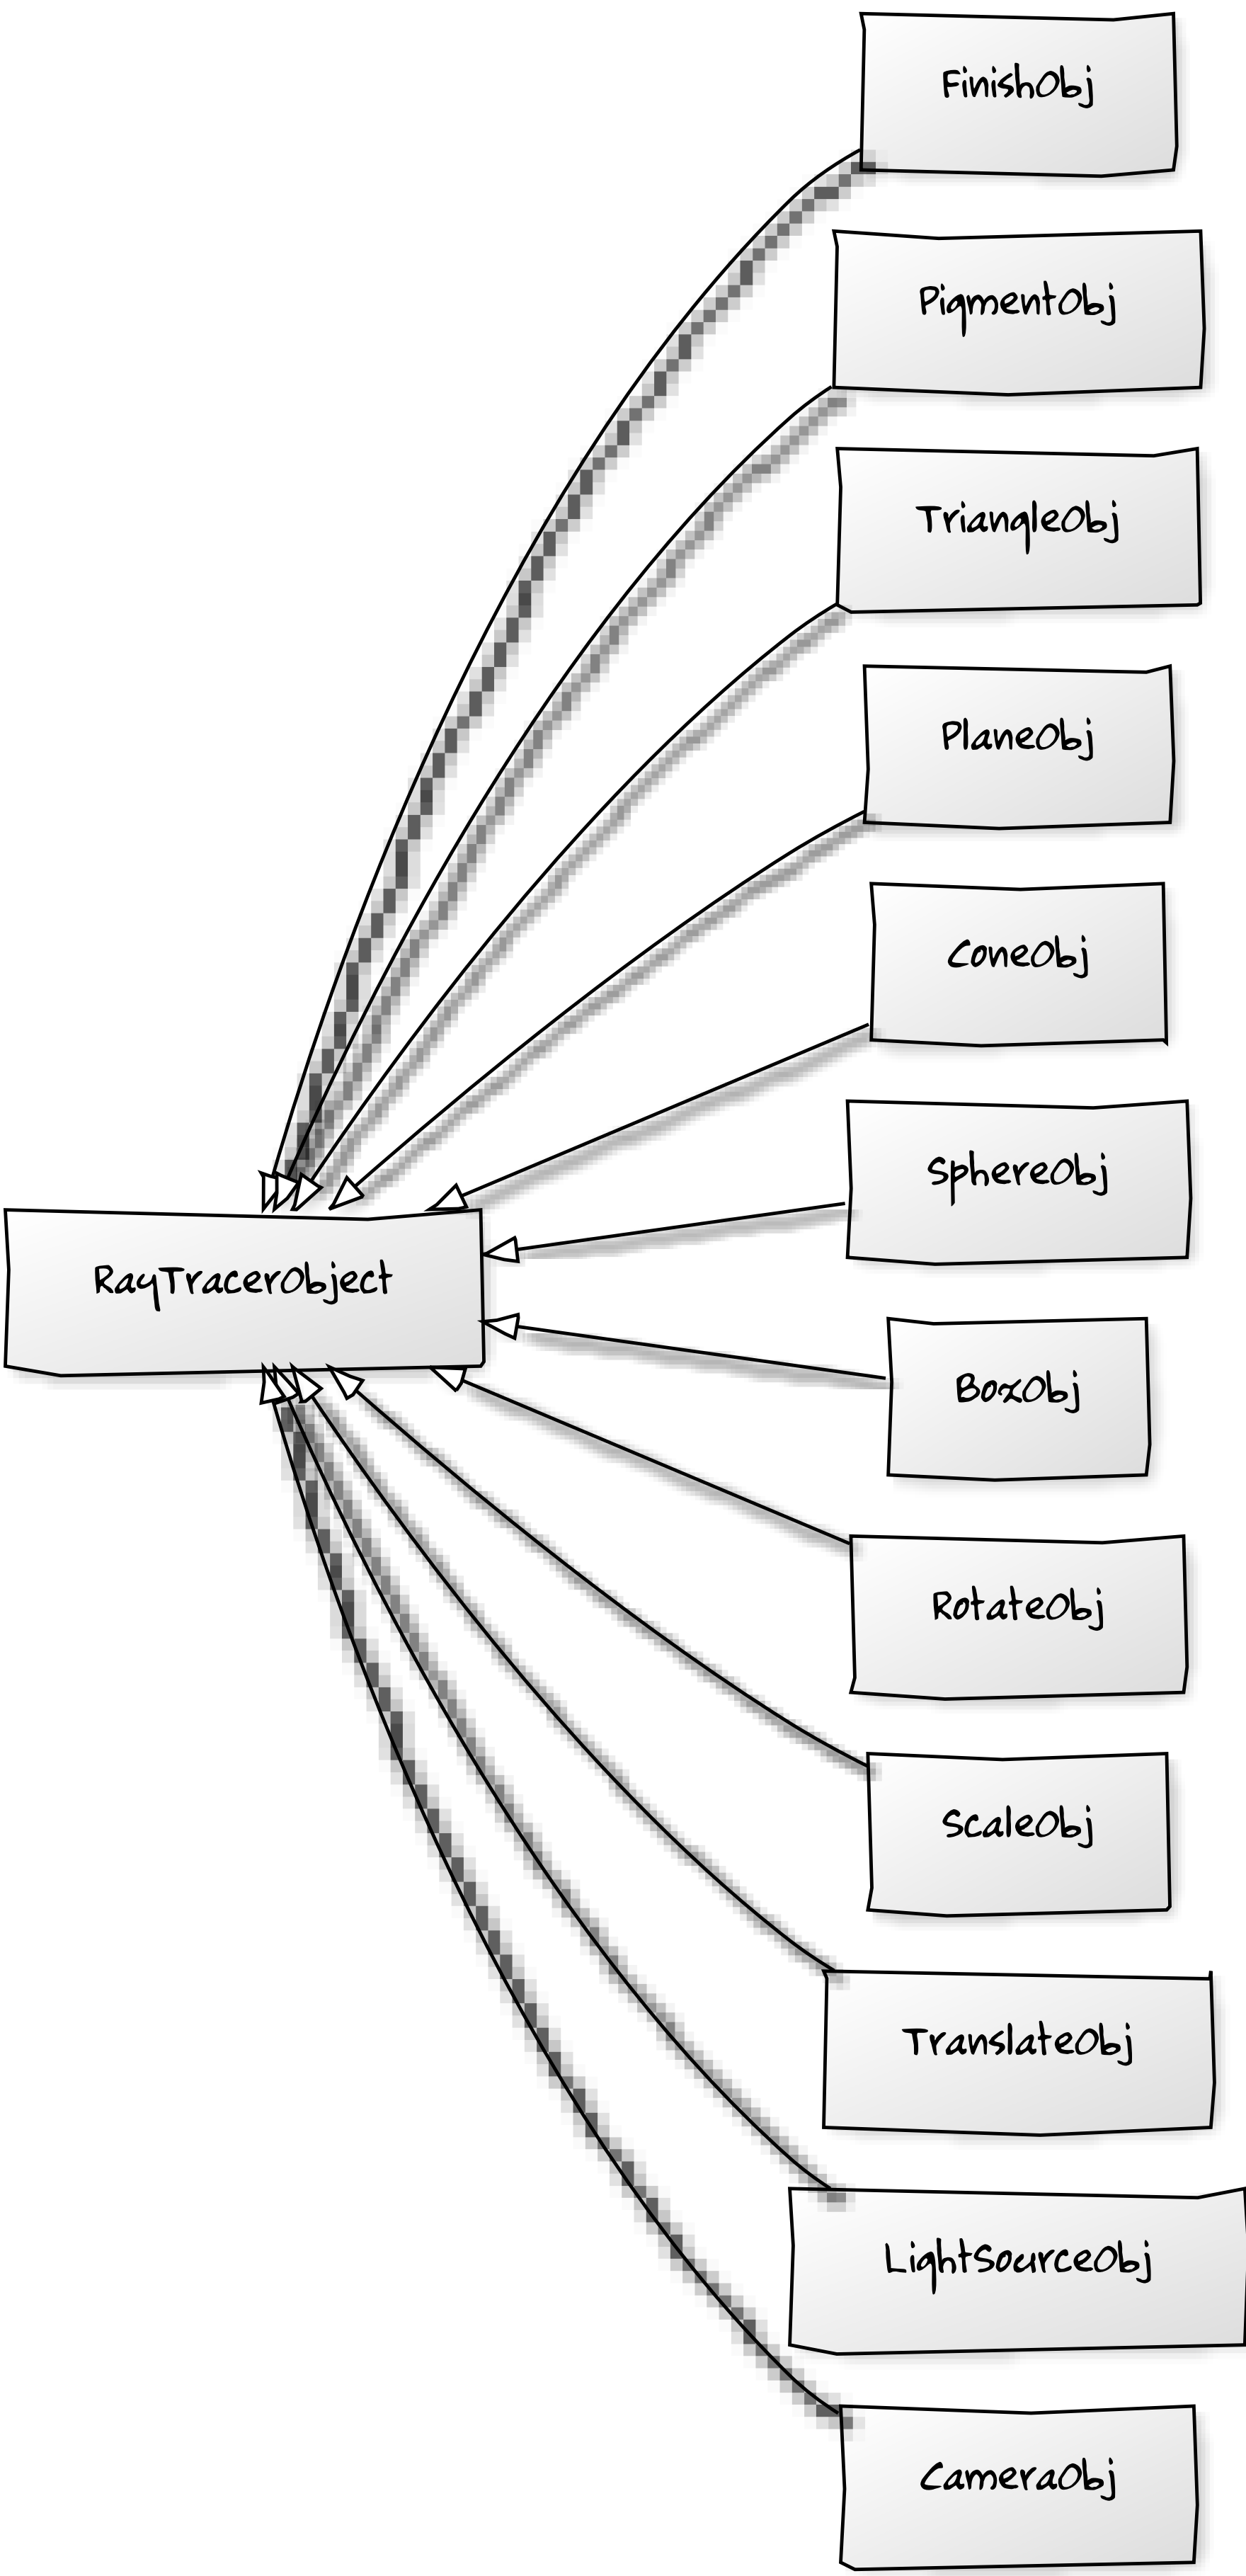 FinishObj
PigmentObj
TriangleObj
PlaneObj
ConeObj
SphereObj
RayTracerObject
BoxObj
RotateObj
ScaleObj
TranslateObj
LightSourceObj
CameraObj